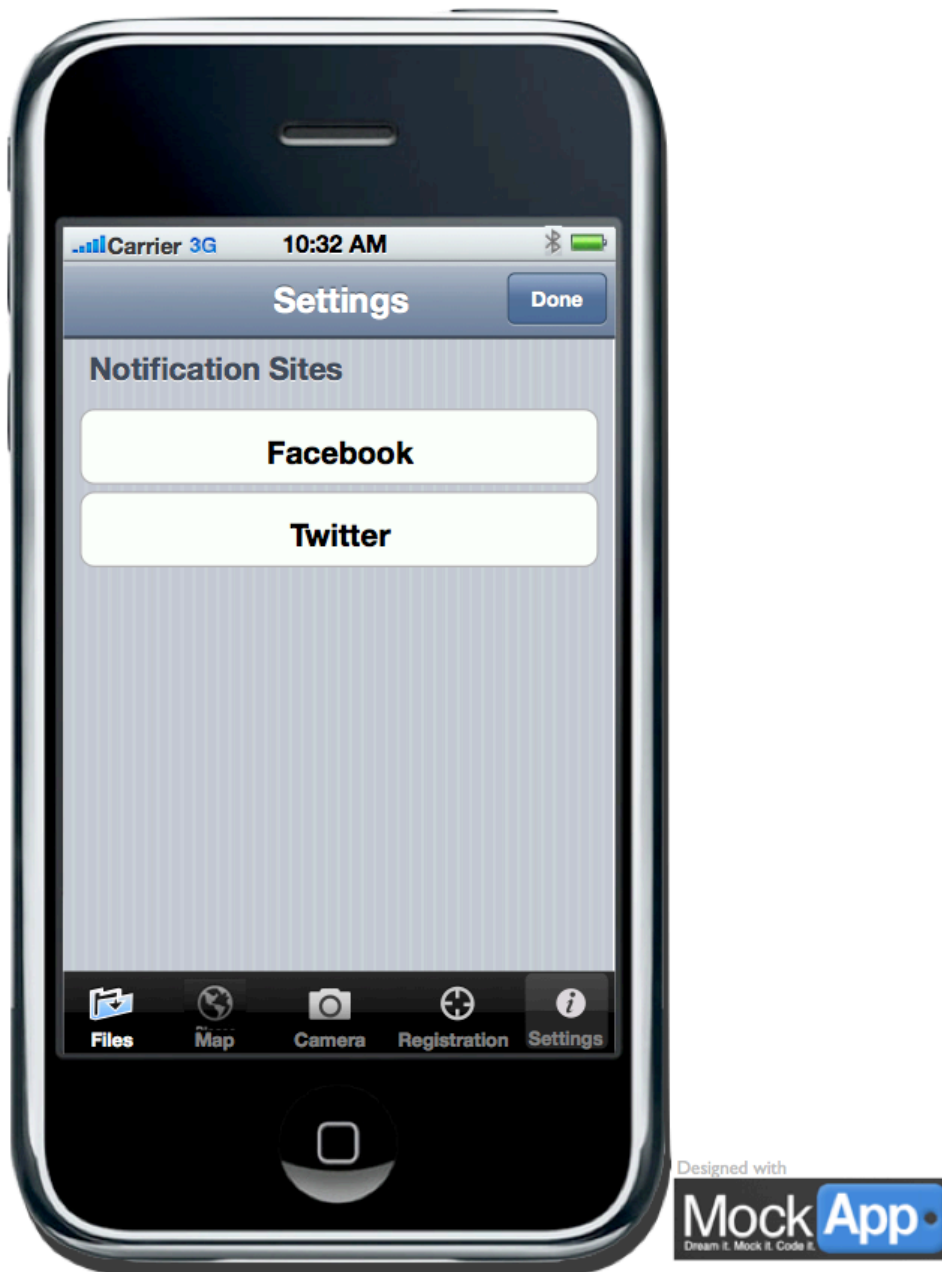 Carrier 3G 10:32 AM
Settings Done
Notification Sites
Facebook
Twitter
Files Map Camera Registration Settings
Designed with
MockApp
Dream it. Mock it. Code it.